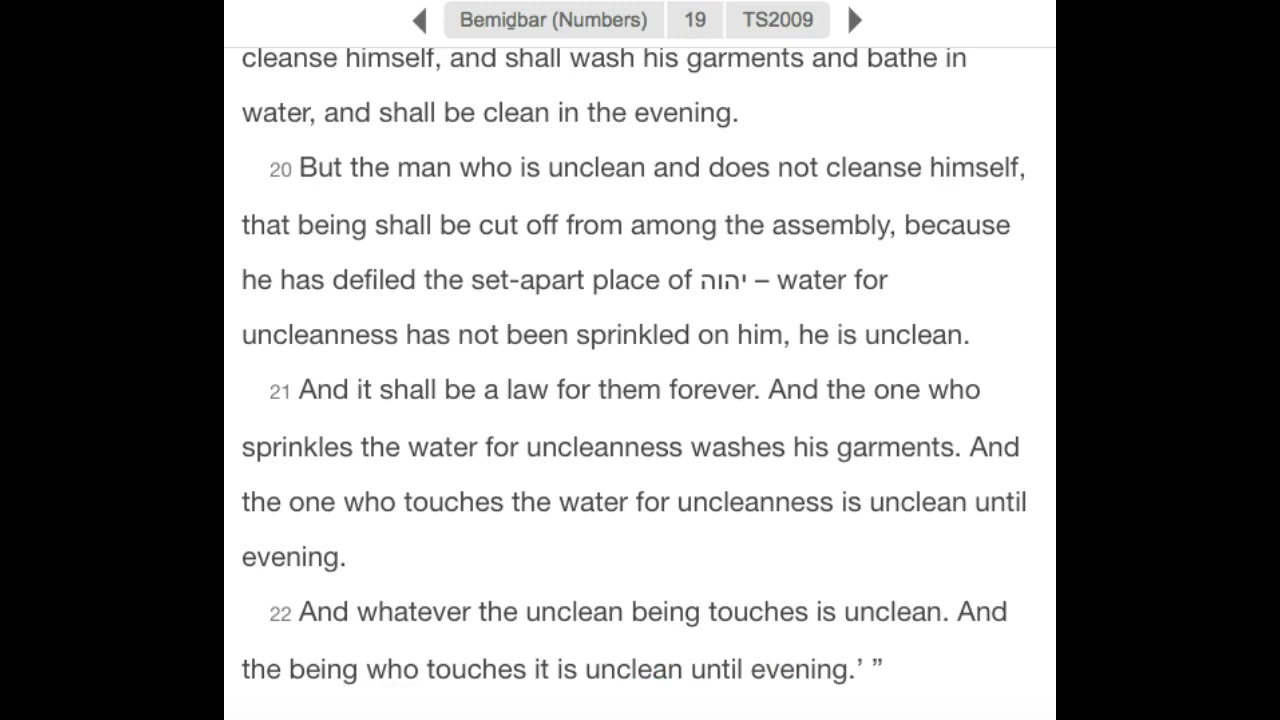 Bemiḏbar (Numbers) 19 TS2009
cleanse himself, and shall wash his garments and bathe in
water, and shall be clean in the evening.
20 But the man who is unclean and does not cleanse himself,
that being shall be cut off from among the assembly, because
he has defiled the set-apart place of יהוה – water for
uncleanness has not been sprinkled on him, he is unclean.
21 And it shall be a law for them forever. And the one who
sprinkles the water for uncleanness washes his garments. And
the one who touches the water for uncleanness is unclean until
evening.
22 And whatever the unclean being touches is unclean. And
the being who touches it is unclean until evening.’ ”